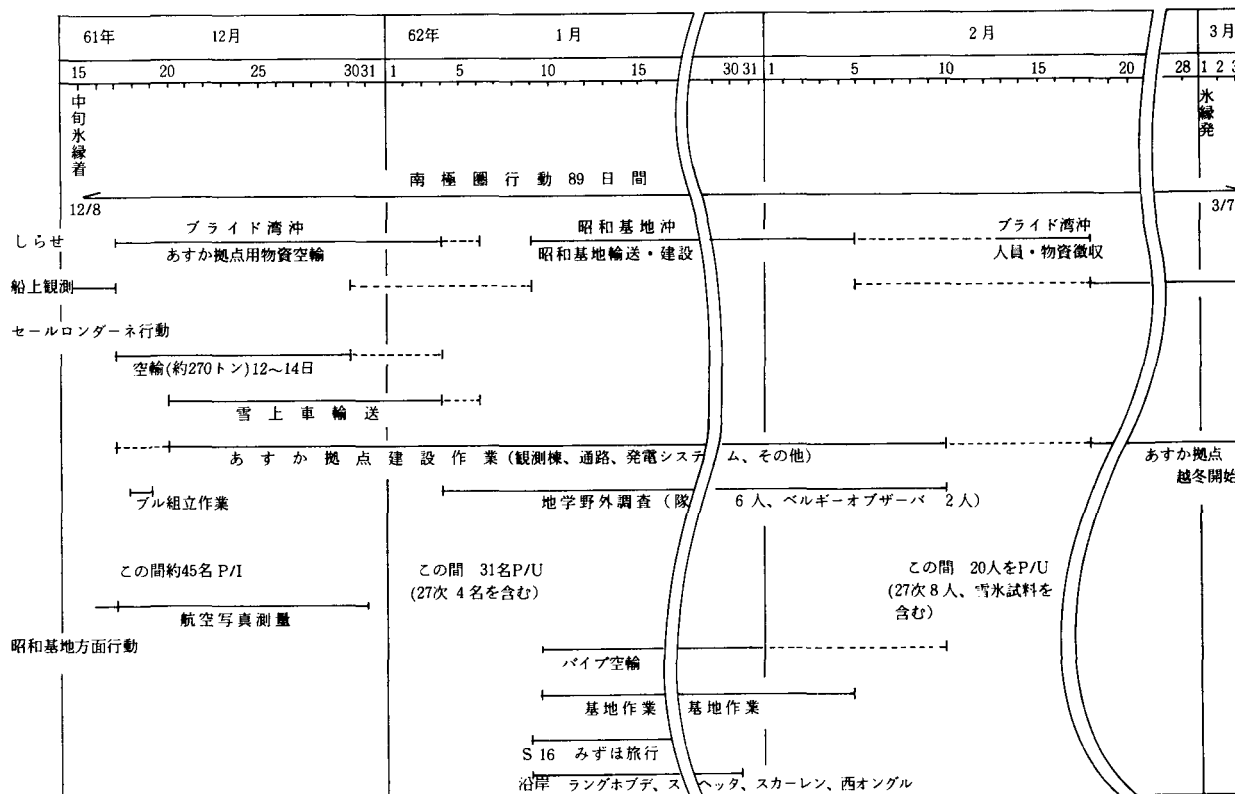 61年 12月 62年 1月 2月 3月
15 20 25 30 31 1 5 10 15 30 31 1 5 10 15 20 28 1 2 3
中旬氷縁着
氷縁発
南極圏行動89日間
12/8 3/7
しらせ ブライド湾沖 昭和基地沖 ブライド湾沖
あすか拠点用物資空輸 昭和基地輸送・建設 人員・物資徴収
船上観測
セールロンダーネ行動
空輸(約270トン)12～14日
雪上車輸送
あすか拠点建設作業(観測棟、通路、発電システム、その他)
あすか拠点
越冬開始
ブル組立作業 地学野外調査(隊 6人、ベルギーオブザーバ 2人)
この間約45名 P/I この間 31名P/U この間 20人をP/U
(27次 4名を含む) (27次8人、雪氷試料を
含む)
航空写真測量
昭和基地方面行動
パイプ空輸
基地作業 基地作業
S 16 みずほ旅行
沿岸 ラングホブデ、ス ヘッタ、スカーレン、西オングル